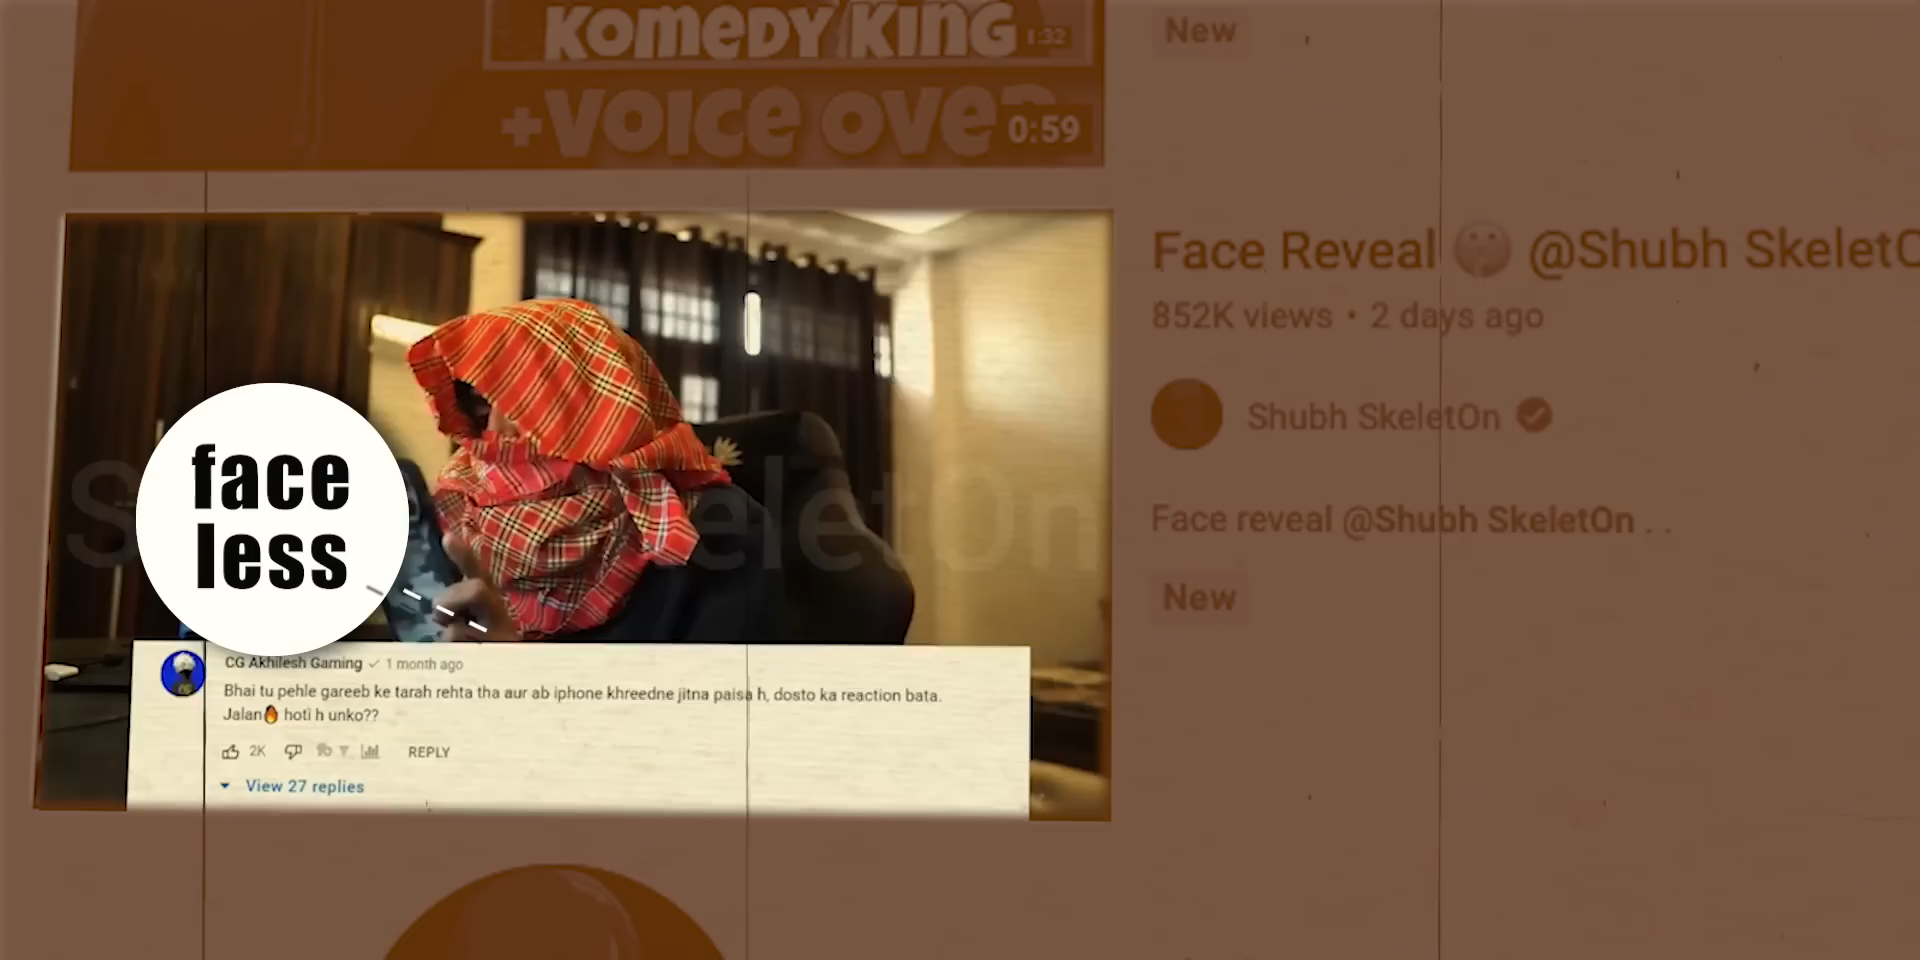 KOMEDY KING 1:32
+VOICE OVER
0:59
New
Face Reveal 🤫 @Shubh SkeletO
852K views • 2 days ago
Shubh SkeletOn
Face reveal @Shubh SkeletOn . .
New
face
less
CG Akhilesh Gaming 1 month ago
Bhai tu pehle gareeb ke tarah rehta tha aur ab iphone khreedne jitna paisa h, dosto ka reaction bata.
Jalan🔥 hoti h unko??
2K REPLY
View 27 replies